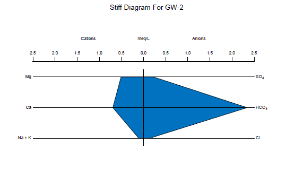 Stiff Diagram For GW-2
Cations meq/L Anions
2.5 2.0 1.5 1.0 0.5 0.0 0.5 1.0 1.5 2.0 2.5
Mg SO4
Ca HCO3
Na + K Cl